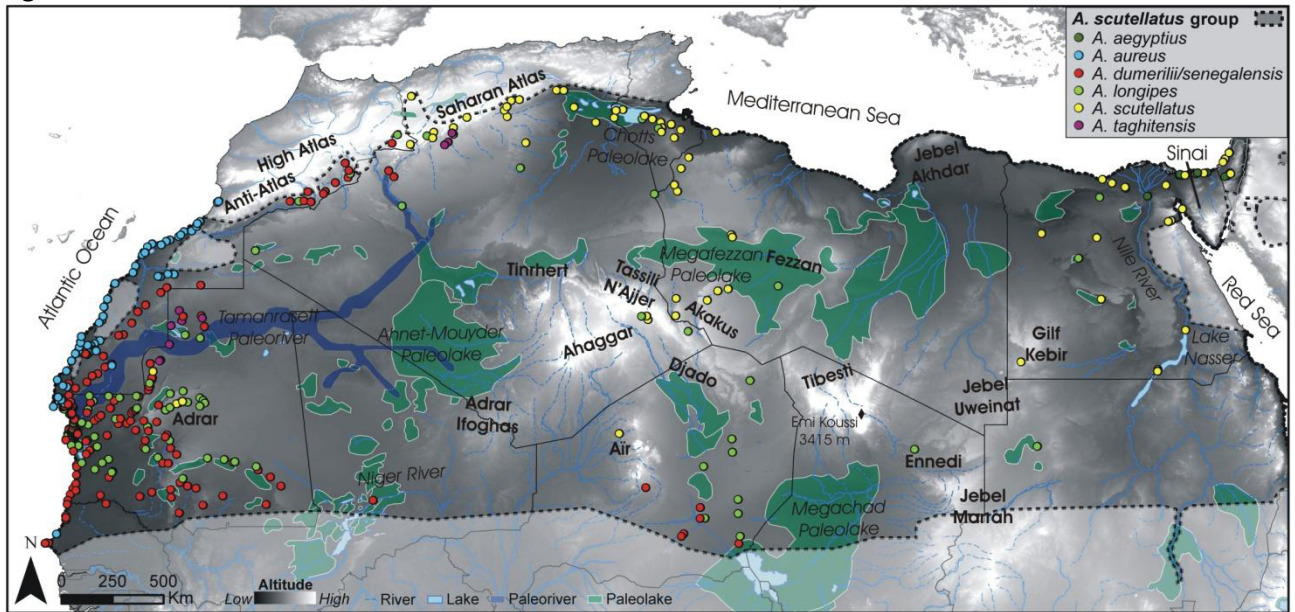 A. scutellatus group
A. aegyptius
A. aureus
A. dumerilii/senegalensis
A. longipes
A. scutellatus
A. taghitensis
Mediterranean Sea
Saharan Atlas
High Atlas
Anti-Atlas
Atlantic Ocean
Chotts
Paleolake
Jebel
Akhdar
Sinai
Nile River
Red Sea
Tinrhert
Tassili
N'Ajjer
Megafezzan
Paleolake
Fezzan
Akakus
Tamanrasett
Paleoriver
Ahnet-Mouyder
Paleolake
Ahaggar
Gilf
Kebir
Lake
Nasser
Djado
Tibesti
Emi Koussi
3415 m
Jebel
Uweinat
Adrar
Adrar
Ifoghas
Aïr
Ennedi
Niger River
Megachad
Paleolake
Jebel
Marrah
N
0 250 500
Km
Altitude
Low High
River
Lake
Paleoriver
Paleolake